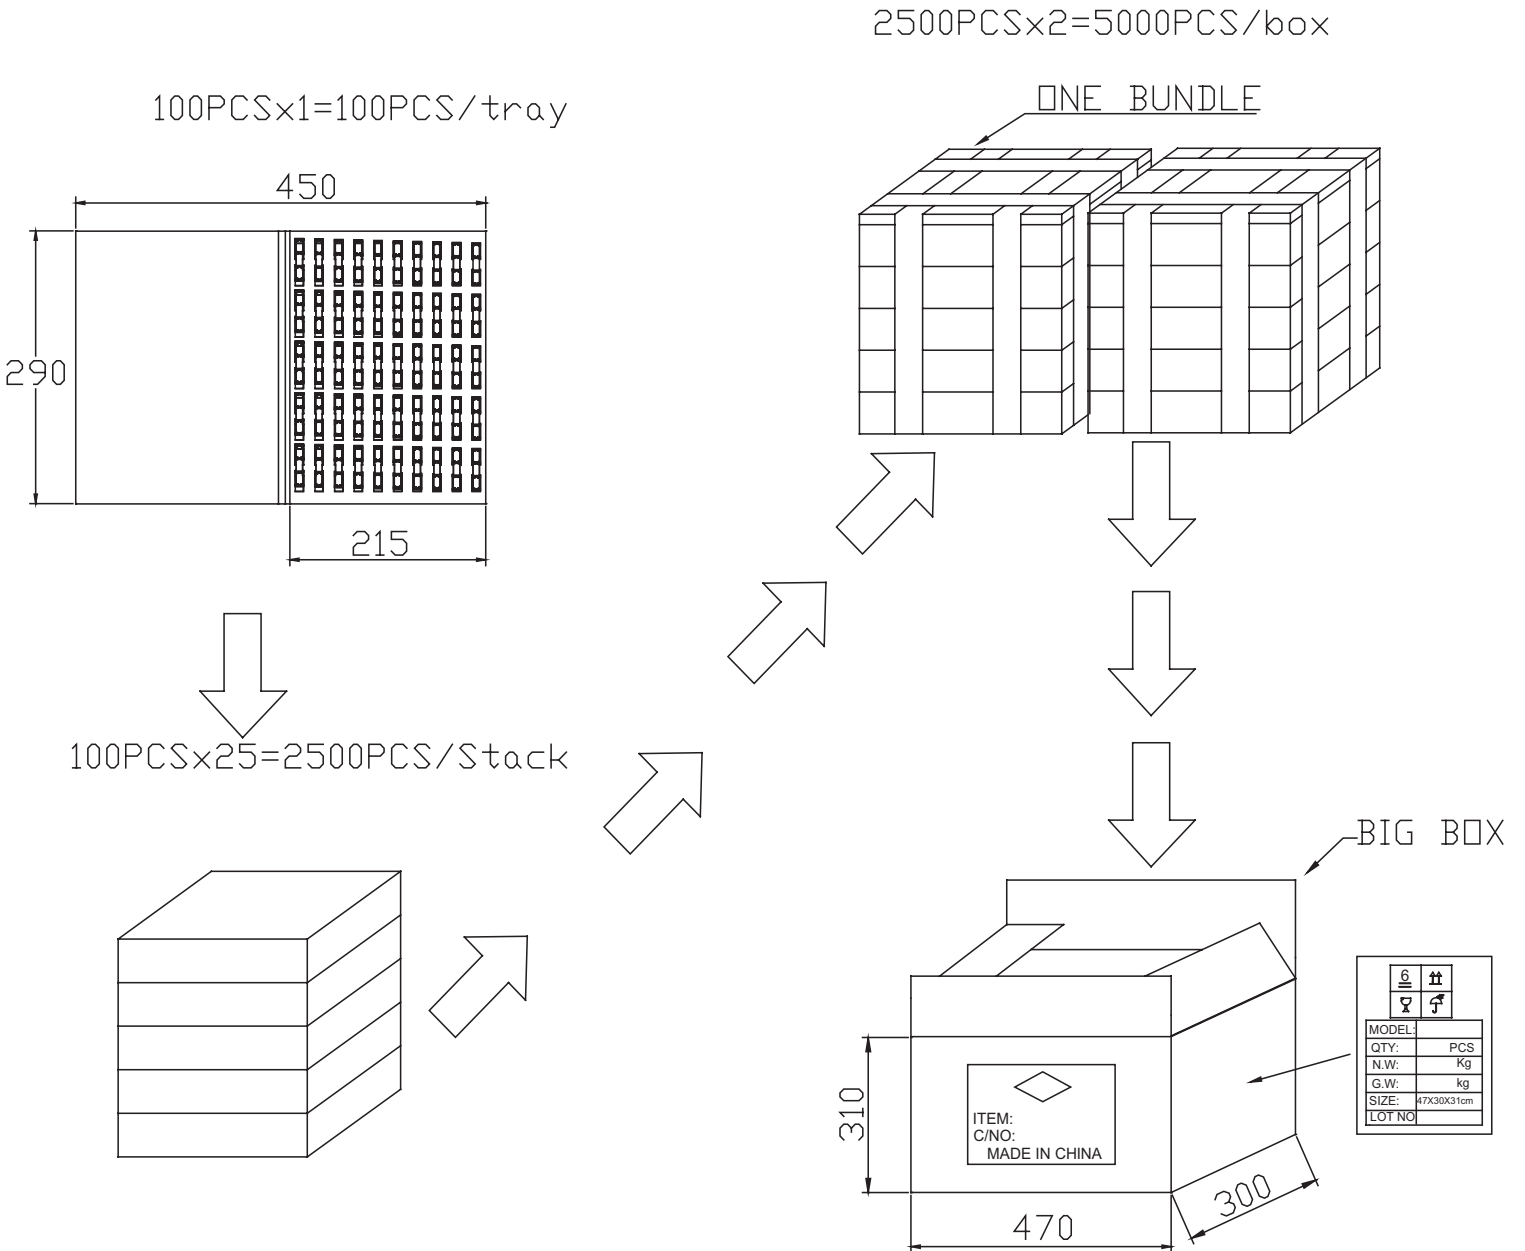 2500PCSx2=5000PCS/box
100PCSx1=100PCS/tray
ONE BUNDLE
450
290
215
100PCSx25=2500PCS/Stack
BIG BOX
6
MODEL:
QTY: PCS
N.W: Kg
G.W: kg
SIZE: 47X30X31cm
LOT NO
310
ITEM:
C/NO:
MADE IN CHINA
300
470